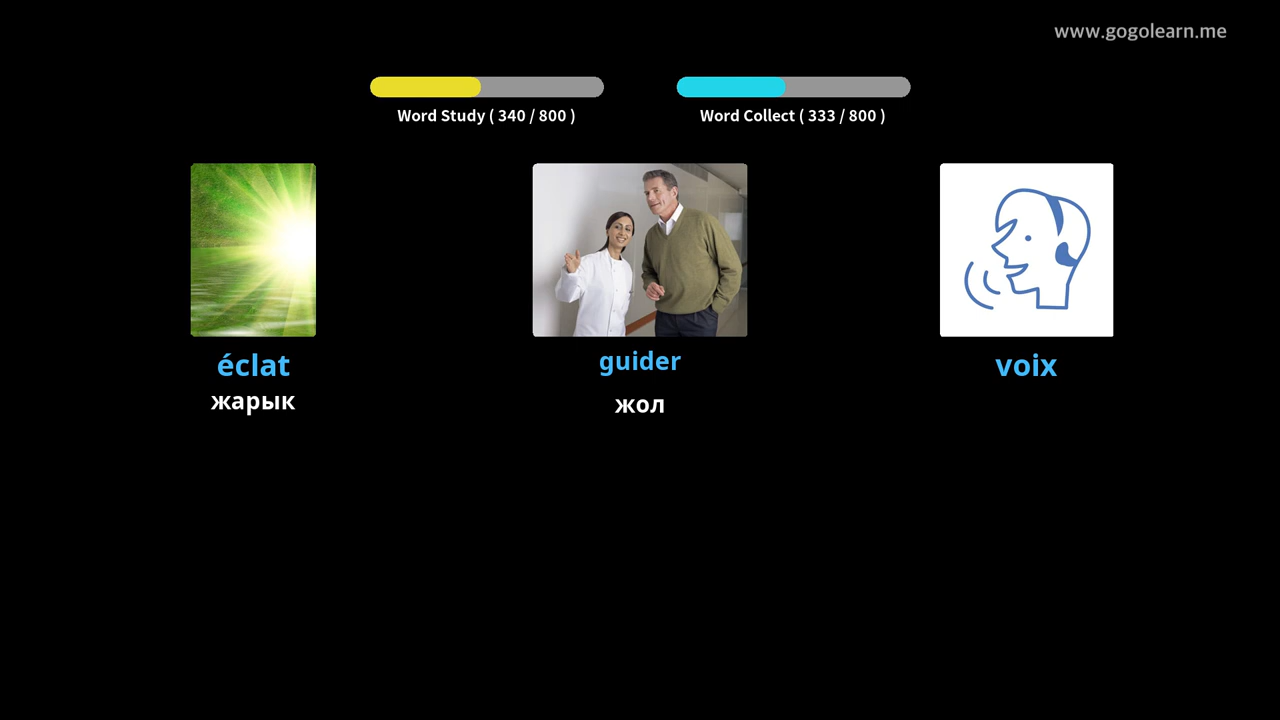 www.gogolearn.me
Word Study ( 340 / 800 )
Word Collect ( 333 / 800 )
éclat
guider
voix
жарык
жол